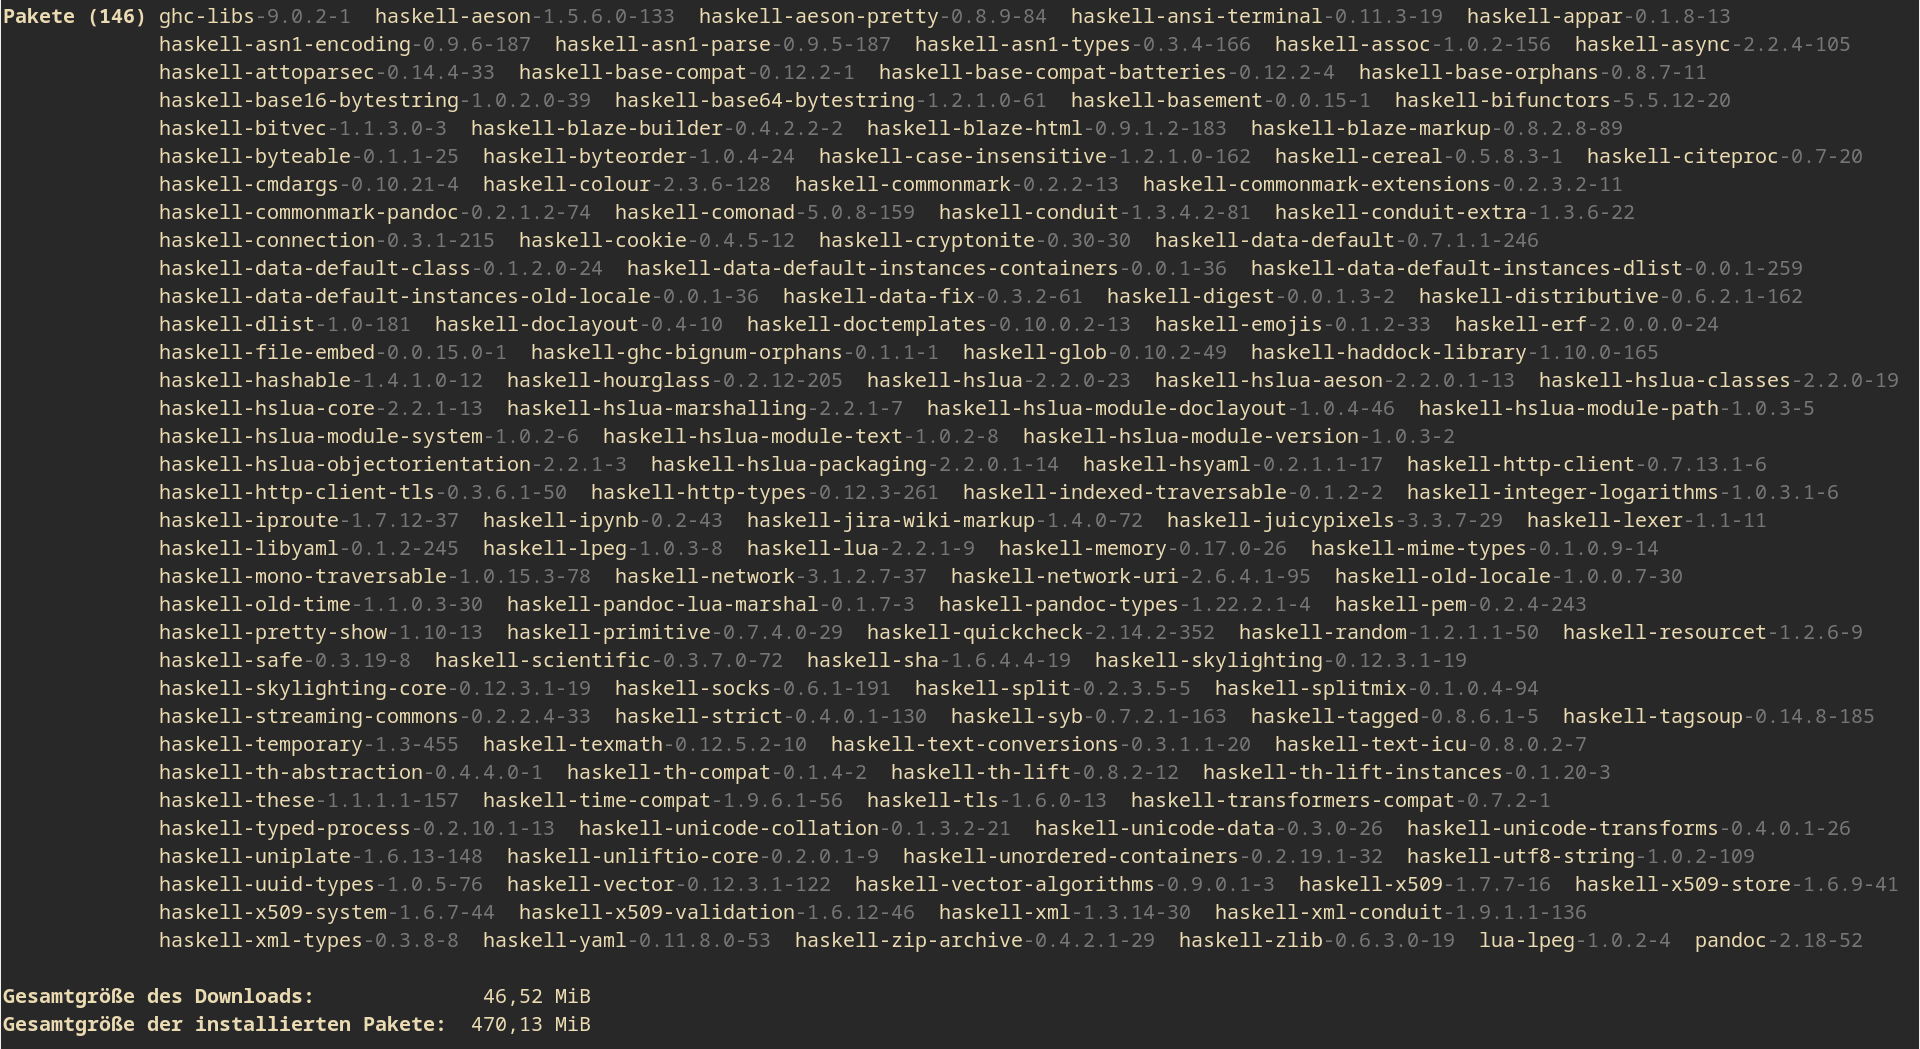 Pakete (146) ghc-libs-9.0.2-1  haskell-aeson-1.5.6.0-133  haskell-aeson-pretty-0.8.9-84  haskell-ansi-terminal-0.11.3-19  haskell-appar-0.1.8-13
haskell-asn1-encoding-0.9.6-187  haskell-asn1-parse-0.9.5-187  haskell-asn1-types-0.3.4-166  haskell-assoc-1.0.2-156  haskell-async-2.2.4-105
haskell-attoparsec-0.14.4-33  haskell-base-compat-0.12.2-1  haskell-base-compat-batteries-0.12.2-4  haskell-base-orphans-0.8.7-11
haskell-base16-bytestring-1.0.2.0-39  haskell-base64-bytestring-1.2.1.0-61  haskell-basement-0.0.15-1  haskell-bifunctors-5.5.12-20
haskell-bitvec-1.1.3.0-3  haskell-blaze-builder-0.4.2.2-2  haskell-blaze-html-0.9.1.2-183  haskell-blaze-markup-0.8.2.8-89
haskell-byteable-0.1.1-25  haskell-byteorder-1.0.4-24  haskell-case-insensitive-1.2.1.0-162  haskell-cereal-0.5.8.3-1  haskell-citeproc-0.7-20
haskell-cmdargs-0.10.21-4  haskell-colour-2.3.6-128  haskell-commonmark-0.2.2-13  haskell-commonmark-extensions-0.2.3.2-11
haskell-commonmark-pandoc-0.2.1.2-74  haskell-comonad-5.0.8-159  haskell-conduit-1.3.4.2-81  haskell-conduit-extra-1.3.6-22
haskell-connection-0.3.1-215  haskell-cookie-0.4.5-12  haskell-cryptonite-0.30-30  haskell-data-default-0.7.1.1-246
haskell-data-default-class-0.1.2.0-24  haskell-data-default-instances-containers-0.0.1-36  haskell-data-default-instances-dlist-0.0.1-259
haskell-data-default-instances-old-locale-0.0.1-36  haskell-data-fix-0.3.2-61  haskell-digest-0.0.1.3-2  haskell-distributive-0.6.2.1-162
haskell-dlist-1.0-181  haskell-doclayout-0.4-10  haskell-doctemplates-0.10.0.2-13  haskell-emojis-0.1.2-33  haskell-erf-2.0.0.0-24
haskell-file-embed-0.0.15.0-1  haskell-ghc-bignum-orphans-0.1.1-1  haskell-glob-0.10.2-49  haskell-haddock-library-1.10.0-165
haskell-hashable-1.4.1.0-12  haskell-hourglass-0.2.12-205  haskell-hslua-2.2.0-23  haskell-hslua-aeson-2.2.0.1-13  haskell-hslua-classes-2.2.0-19
haskell-hslua-core-2.2.1-13  haskell-hslua-marshalling-2.2.1-7  haskell-hslua-module-doclayout-1.0.4-46  haskell-hslua-module-path-1.0.3-5
haskell-hslua-module-system-1.0.2-6  haskell-hslua-module-text-1.0.2-8  haskell-hslua-module-version-1.0.3-2
haskell-hslua-objectorientation-2.2.1-3  haskell-hslua-packaging-2.2.0.1-14  haskell-hsyaml-0.2.1.1-17  haskell-http-client-0.7.13.1-6
haskell-http-client-tls-0.3.6.1-50  haskell-http-types-0.12.3-261  haskell-indexed-traversable-0.1.2-2  haskell-integer-logarithms-1.0.3.1-6
haskell-iproute-1.7.12-37  haskell-ipynb-0.2-43  haskell-jira-wiki-markup-1.4.0-72  haskell-juicypixels-3.3.7-29  haskell-lexer-1.1-11
haskell-libyaml-0.1.2-245  haskell-lpeg-1.0.3-8  haskell-lua-2.2.1-9  haskell-memory-0.17.0-26  haskell-mime-types-0.1.0.9-14
haskell-mono-traversable-1.0.15.3-78  haskell-network-3.1.2.7-37  haskell-network-uri-2.6.4.1-95  haskell-old-locale-1.0.0.7-30
haskell-old-time-1.1.0.3-30  haskell-pandoc-lua-marshal-0.1.7-3  haskell-pandoc-types-1.22.2.1-4  haskell-pem-0.2.4-243
haskell-pretty-show-1.10-13  haskell-primitive-0.7.4.0-29  haskell-quickcheck-2.14.2-352  haskell-random-1.2.1.1-50  haskell-resourcet-1.2.6-9
haskell-safe-0.3.19-8  haskell-scientific-0.3.7.0-72  haskell-sha-1.6.4.4-19  haskell-skylighting-0.12.3.1-19
haskell-skylighting-core-0.12.3.1-19  haskell-socks-0.6.1-191  haskell-split-0.2.3.5-5  haskell-splitmix-0.1.0.4-94
haskell-streaming-commons-0.2.2.4-33  haskell-strict-0.4.0.1-130  haskell-syb-0.7.2.1-163  haskell-tagged-0.8.6.1-5  haskell-tagsoup-0.14.8-185
haskell-temporary-1.3-455  haskell-texmath-0.12.5.2-10  haskell-text-conversions-0.3.1.1-20  haskell-text-icu-0.8.0.2-7
haskell-th-abstraction-0.4.4.0-1  haskell-th-compat-0.1.4-2  haskell-th-lift-0.8.2-12  haskell-th-lift-instances-0.1.20-3
haskell-these-1.1.1.1-157  haskell-time-compat-1.9.6.1-56  haskell-tls-1.6.0-13  haskell-transformers-compat-0.7.2-1
haskell-typed-process-0.2.10.1-13  haskell-unicode-collation-0.1.3.2-21  haskell-unicode-data-0.3.0-26  haskell-unicode-transforms-0.4.0.1-26
haskell-uniplate-1.6.13-148  haskell-unliftio-core-0.2.0.1-9  haskell-unordered-containers-0.2.19.1-32  haskell-utf8-string-1.0.2-109
haskell-uuid-types-1.0.5-76  haskell-vector-0.12.3.1-122  haskell-vector-algorithms-0.9.0.1-3  haskell-x509-1.7.7-16  haskell-x509-store-1.6.9-41
haskell-x509-system-1.6.7-44  haskell-x509-validation-1.6.12-46  haskell-xml-1.3.14-30  haskell-xml-conduit-1.9.1.1-136
haskell-xml-types-0.3.8-8  haskell-yaml-0.11.8.0-53  haskell-zip-archive-0.4.2.1-29  haskell-zlib-0.6.3.0-19  lua-lpeg-1.0.2-4  pandoc-2.18-52
Gesamtgröße des Downloads:  46,52 MiB
Gesamtgröße der installierten Pakete:  470,13 MiB